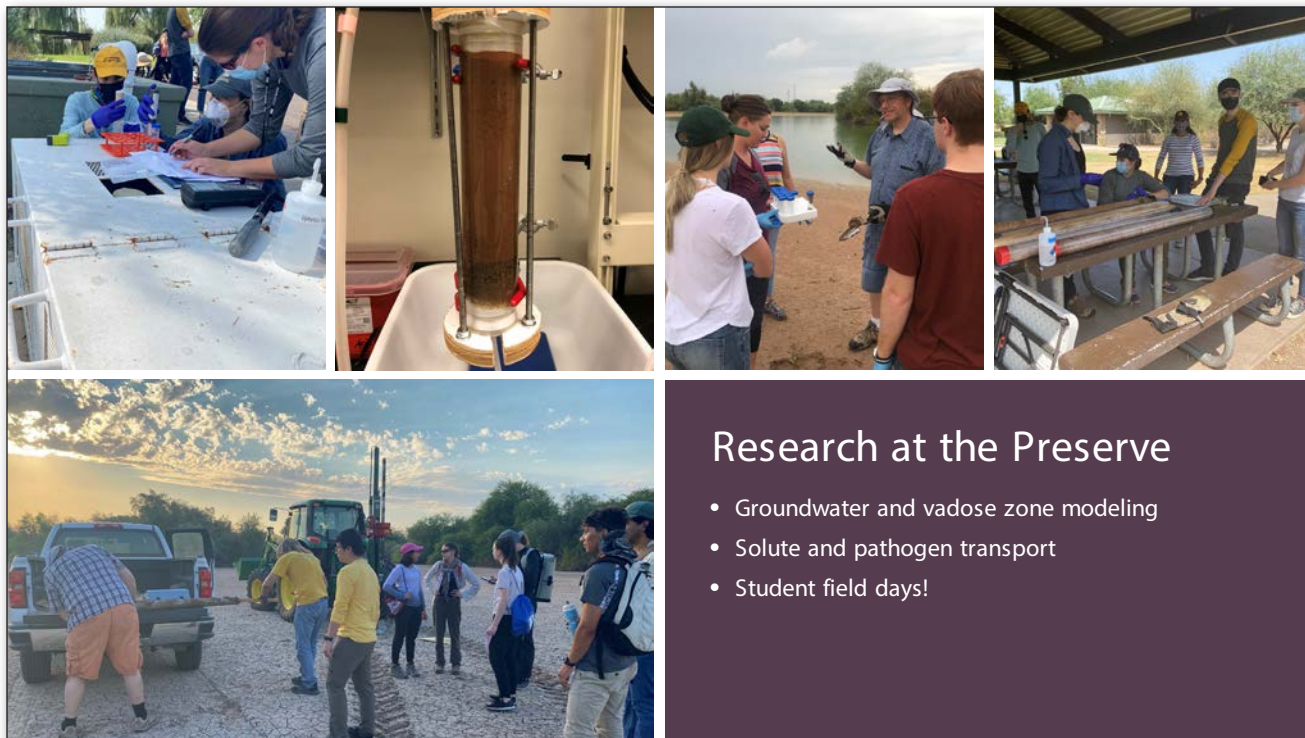 Research at the Preserve
• Groundwater and vadose zone modeling
• Solute and pathogen transport
• Student field days!